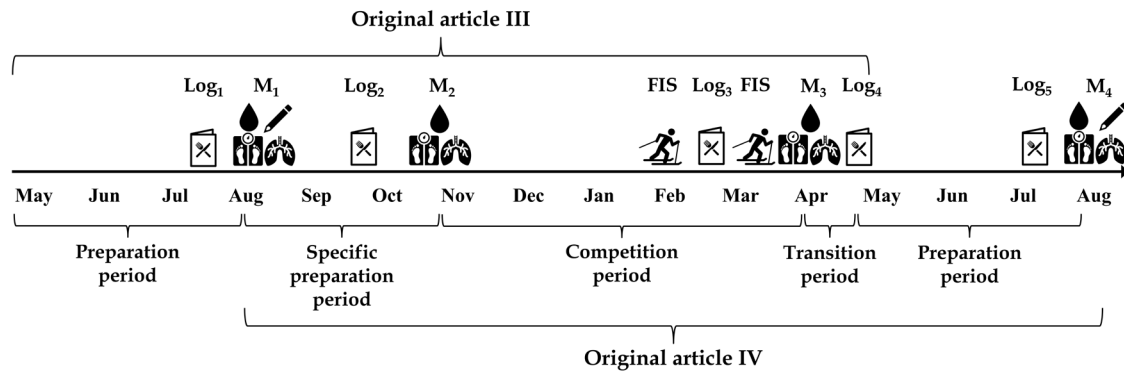 Original article III
Log₁ M₁ Log₂ M₂ FIS Log₃ FIS M₃ Log₄ Log₅ M₄
May Jun Jul Aug Sep Oct Nov Dec Jan Feb Mar Apr May Jun Jul Aug
Preparation Specific Competition Transition Preparation
period preparation period period period
period
Original article IV